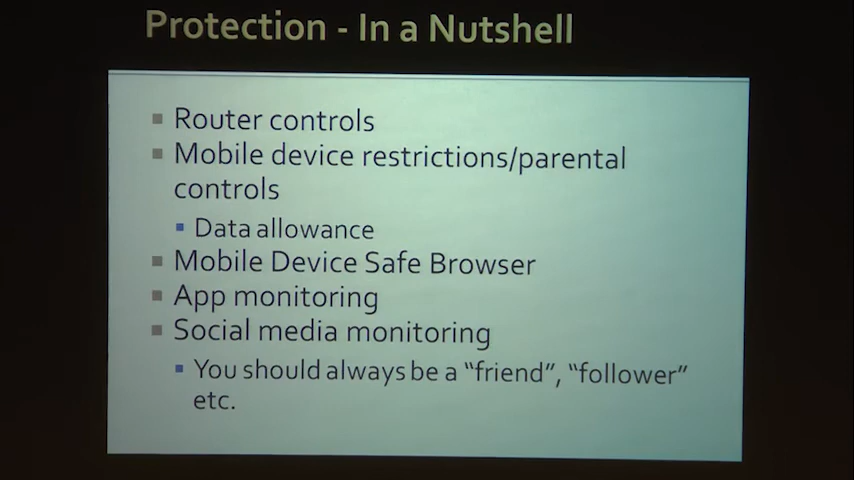 Protection - In a Nutshell
Router controls
Mobile device restrictions/parental
controls
Data allowance
Mobile Device Safe Browser
App monitoring
Social media monitoring
You should always be a “friend”, “follower”
etc.